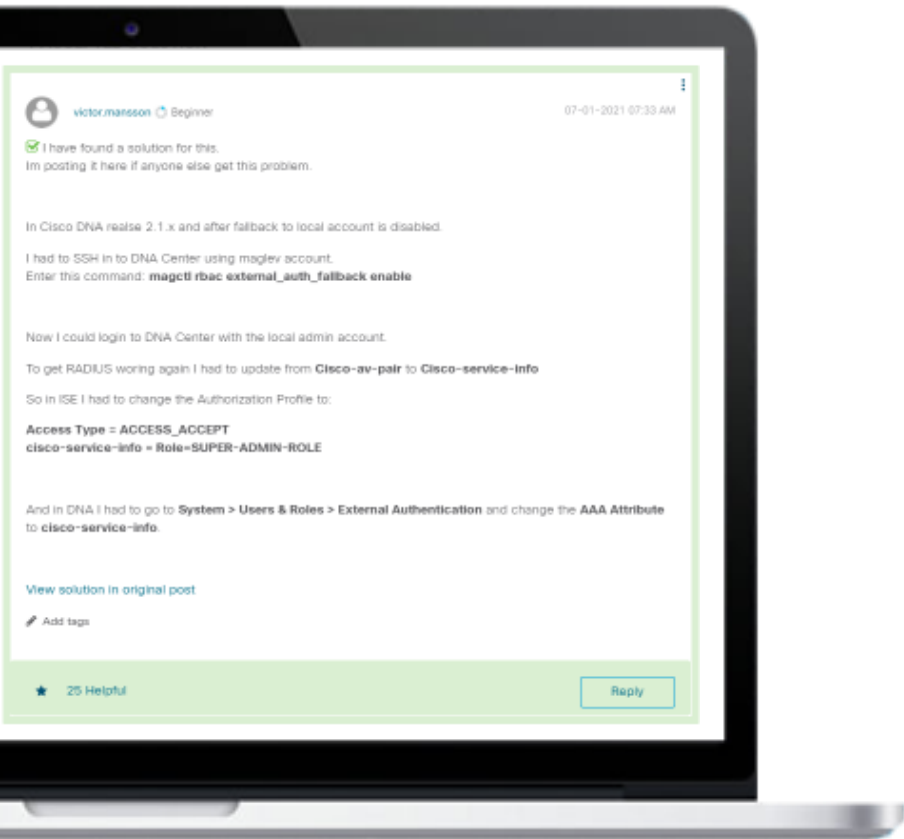 victor.mansson Beginner
07-01-2021 07:33 AM
I have found a solution for this.
Im posting it here if anyone else get this problem.
In Cisco DNA realse 2.1.x and after fallback to local account is disabled.
I had to SSH in to DNA Center using maglev account.
Enter this command: magctl rbac external_auth_fallback enable
Now I could login to DNA Center with the local admin account.
To get RADIUS woring again I had to update from Cisco-av-pair to Cisco-service-info
So in ISE I had to change the Authorization Profile to:
Access Type = ACCESS_ACCEPT
cisco-service-info = Role=SUPER-ADMIN-ROLE
And in DNA I had to go to System > Users & Roles > External Authentication and change the AAA Attribute
to cisco-service-info.
View solution in original post
Add tags
25 Helpful
Reply